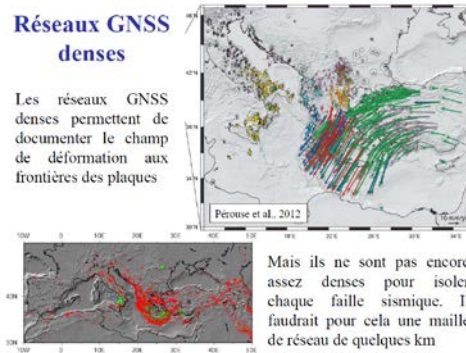 Réseaux GNSS
denses
Les réseaux GNSS
denses permettent de
documenter le champ
de déformation aux
frontières des plaques
Pérouse et al., 2012
Mais ils ne sont pas encore
assez denses pour isoler
chaque faille sismique. I
faudrait pour cela une maille
de réseau de quelques km